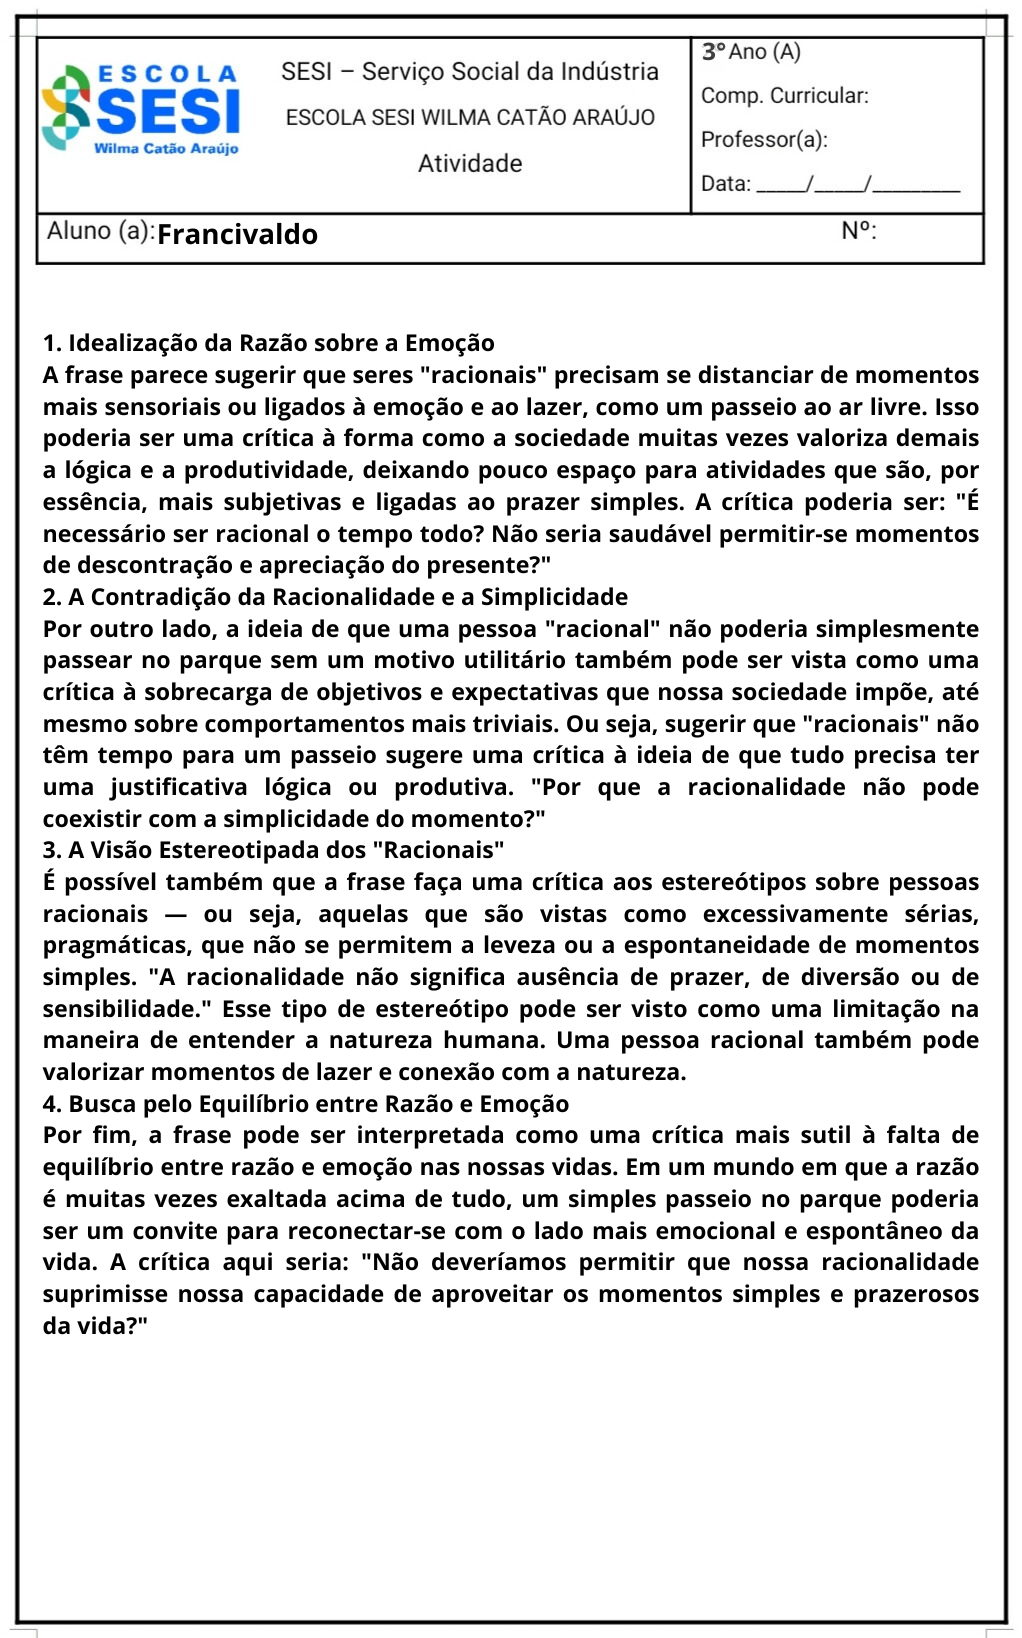 ESCOLA
SESI
Wilma Catão Araújo
SESI – Serviço Social da Indústria
ESCOLA SESI WILMA CATÃO ARAÚJO
Atividade
3º Ano (A)
Comp. Curricular:
Professor(a):
Data: _____/_____/_________
Aluno (a): Francivaldo
Nº:
1. Idealização da Razão sobre a Emoção
A frase parece sugerir que seres "racionais" precisam se distanciar de momentos
mais sensoriais ou ligados à emoção e ao lazer, como um passeio ao ar livre. Isso
poderia ser uma crítica à forma como a sociedade muitas vezes valoriza demais
a lógica e a produtividade, deixando pouco espaço para atividades que são, por
essência, mais subjetivas e ligadas ao prazer simples. A crítica poderia ser: "É
necessário ser racional o tempo todo? Não seria saudável permitir-se momentos
de descontração e apreciação do presente?"
2. A Contradição da Racionalidade e a Simplicidade
Por outro lado, a ideia de que uma pessoa "racional" não poderia simplesmente
passear no parque sem um motivo utilitário também pode ser vista como uma
crítica à sobrecarga de objetivos e expectativas que nossa sociedade impõe, até
mesmo sobre comportamentos mais triviais. Ou seja, sugerir que "racionais" não
têm tempo para um passeio sugere uma crítica à ideia de que tudo precisa ter
uma justificativa lógica ou produtiva. "Por que a racionalidade não pode
coexistir com a simplicidade do momento?"
3. A Visão Estereotipada dos "Racionais"
É possível também que a frase faça uma crítica aos estereótipos sobre pessoas
racionais — ou seja, aquelas que são vistas como excessivamente sérias,
pragmáticas, que não se permitem a leveza ou a espontaneidade de momentos
simples. "A racionalidade não significa ausência de prazer, de diversão ou de
sensibilidade." Esse tipo de estereótipo pode ser visto como uma limitação na
maneira de entender a natureza humana. Uma pessoa racional também pode
valorizar momentos de lazer e conexão com a natureza.
4. Busca pelo Equilíbrio entre Razão e Emoção
Por fim, a frase pode ser interpretada como uma crítica mais sutil à falta de
equilíbrio entre razão e emoção nas nossas vidas. Em um mundo em que a razão
é muitas vezes exaltada acima de tudo, um simples passeio no parque poderia
ser um convite para reconectar-se com o lado mais emocional e espontâneo da
vida. A crítica aqui seria: "Não deveríamos permitir que nossa racionalidade
suprimisse nossa capacidade de aproveitar os momentos simples e prazerosos
da vida?"